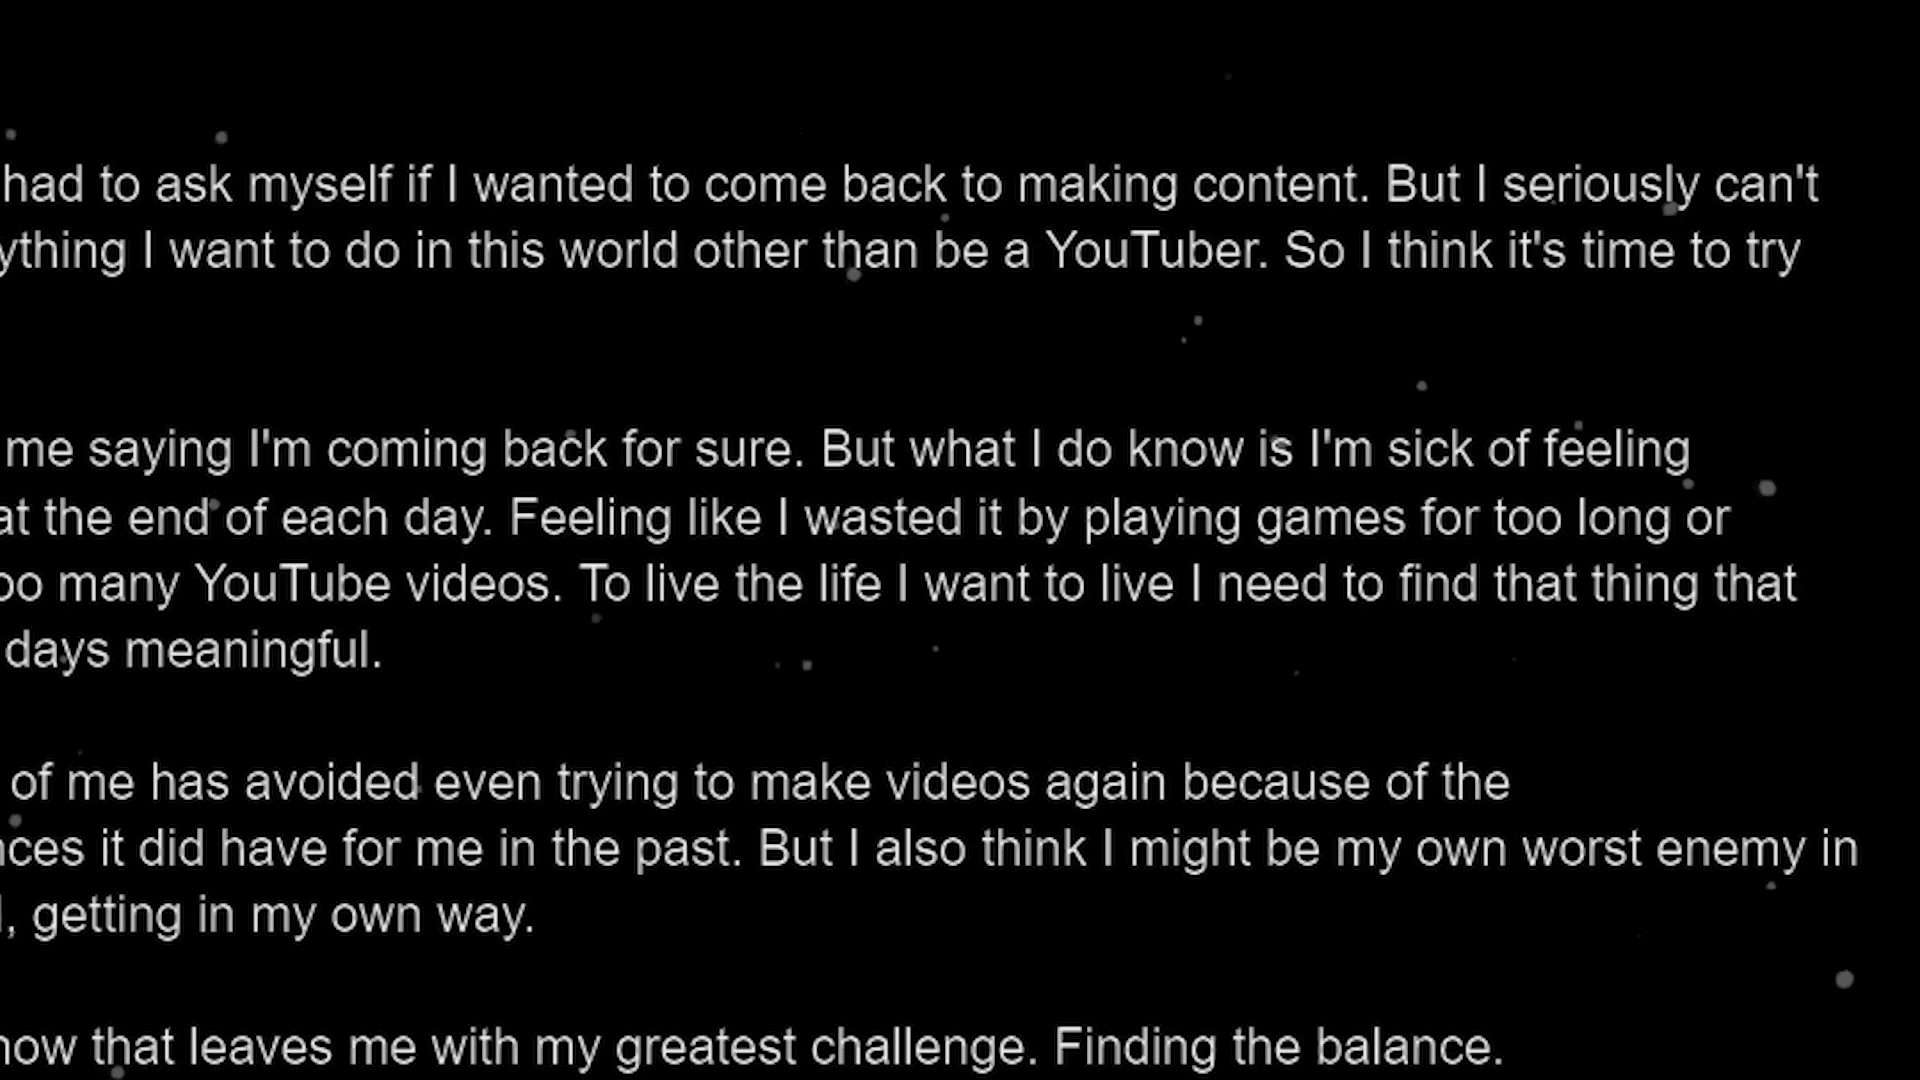 had to ask myself if I wanted to come back to making content. But I seriously can't
ything I want to do in this world other than be a YouTuber. So I think it's time to try
me saying I'm coming back for sure. But what I do know is I'm sick of feeling
at the end of each day. Feeling like I wasted it by playing games for too long or
oo many YouTube videos. To live the life I want to live I need to find that thing that
days meaningful.
of me has avoided even trying to make videos again because of the
nces it did have for me in the past. But I also think I might be my own worst enemy in
, getting in my own way.
now that leaves me with my greatest challenge. Finding the balance.